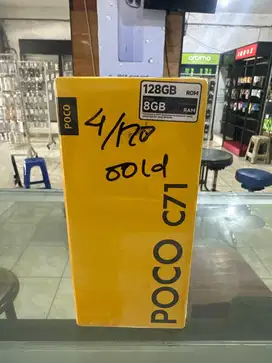 POCO
128GB ROM
8GB RAM
4/128
Gold
POCO C71